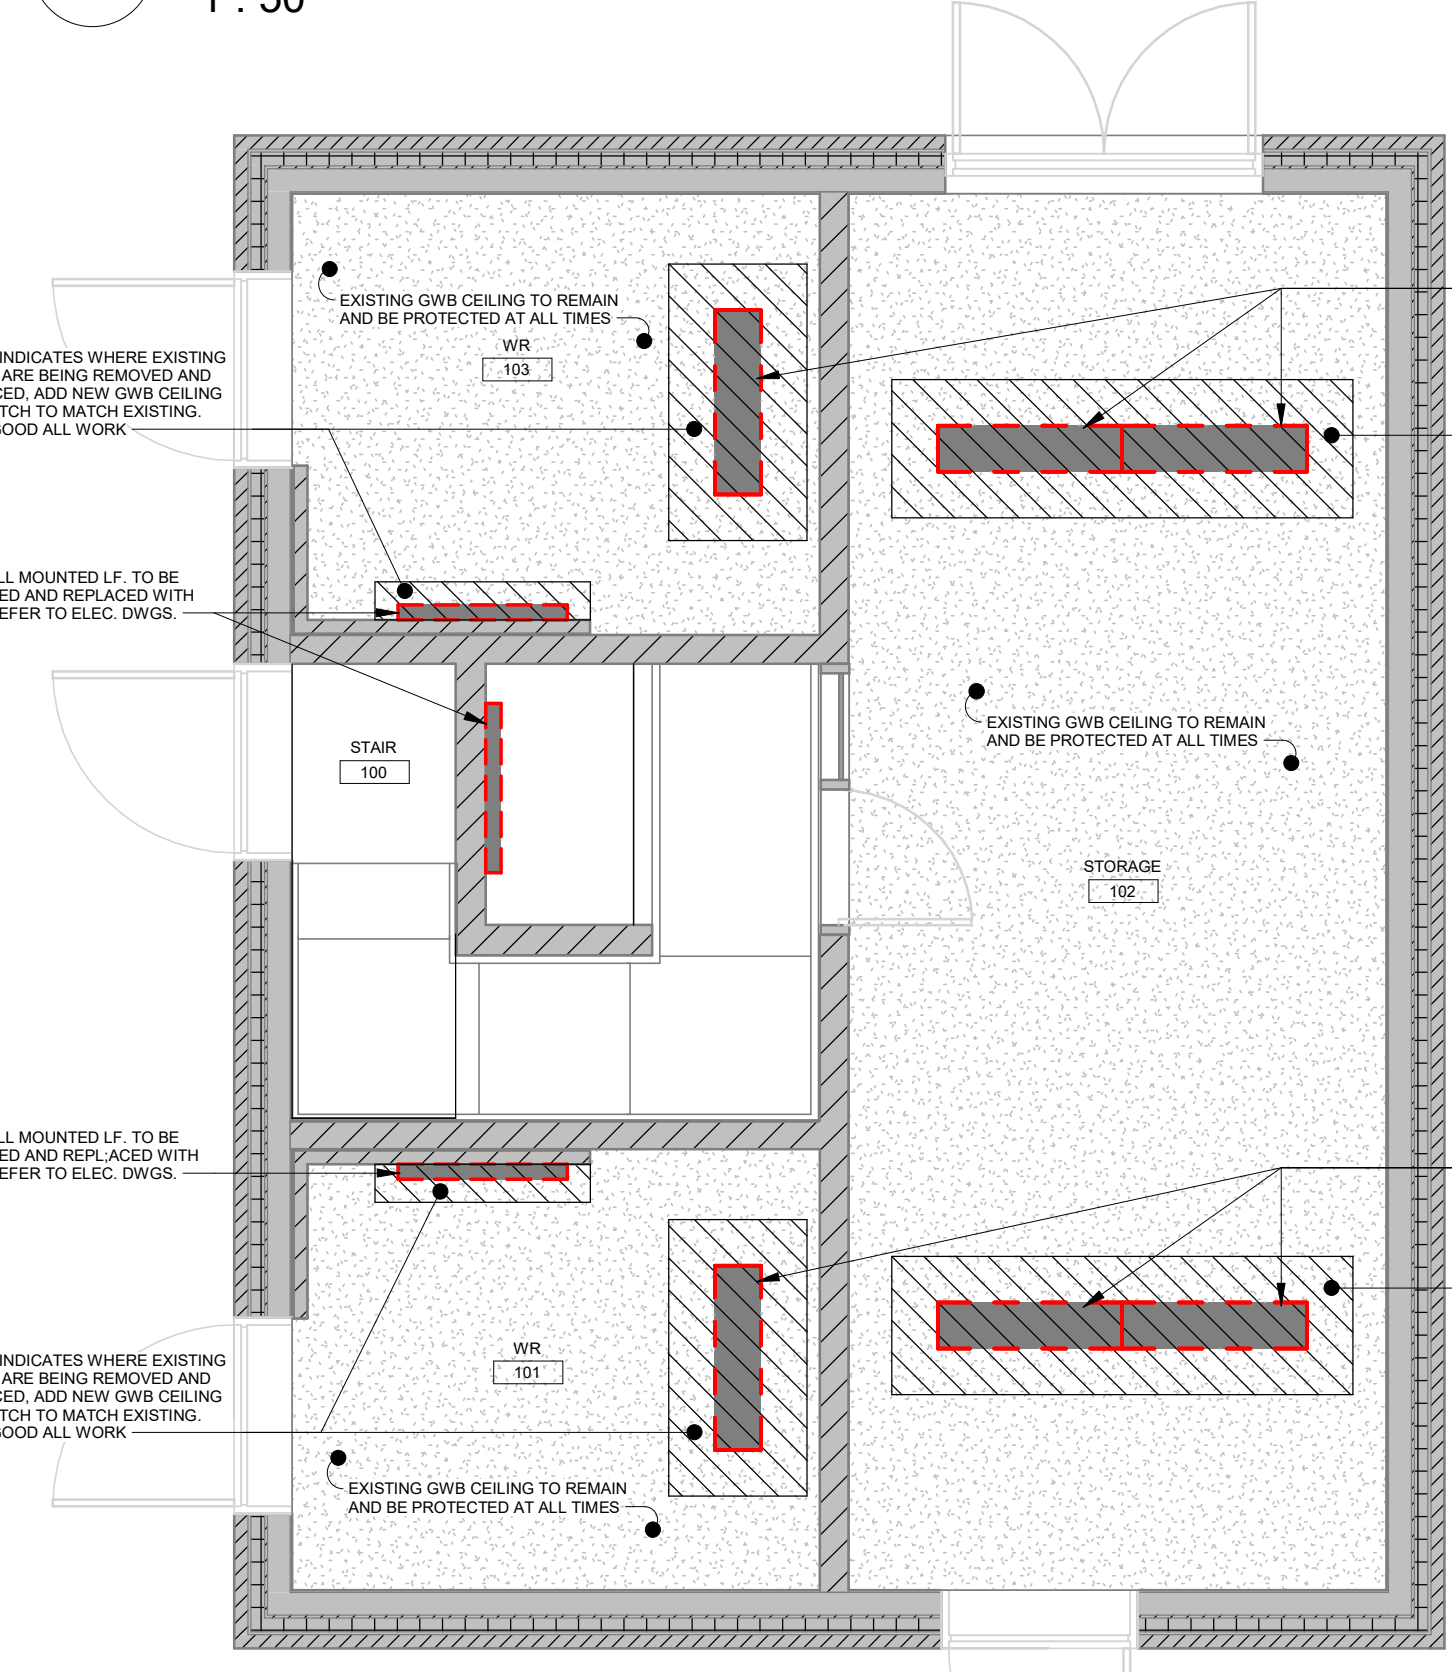 1 : 50
EXISTING GWB CEILING TO REMAIN
AND BE PROTECTED AT ALL TIMES
WR
103
INDICATES WHERE EXISTING
ARE BEING REMOVED AND
CED, ADD NEW GWB CEILING
TCH TO MATCH EXISTING.
GOOD ALL WORK
LL MOUNTED LF. TO BE
ED AND REPLACED WITH
EFER TO ELEC. DWGS.
EXISTING GWB CEILING TO REMAIN
AND BE PROTECTED AT ALL TIMES
STAIR
100
STORAGE
102
LL MOUNTED LF. TO BE
ED AND REPL;ACED WITH
EFER TO ELEC. DWGS.
WR
101
INDICATES WHERE EXISTING
ARE BEING REMOVED AND
CED, ADD NEW GWB CEILING
TCH TO MATCH EXISTING.
GOOD ALL WORK
EXISTING GWB CEILING TO REMAIN
AND BE PROTECTED AT ALL TIMES